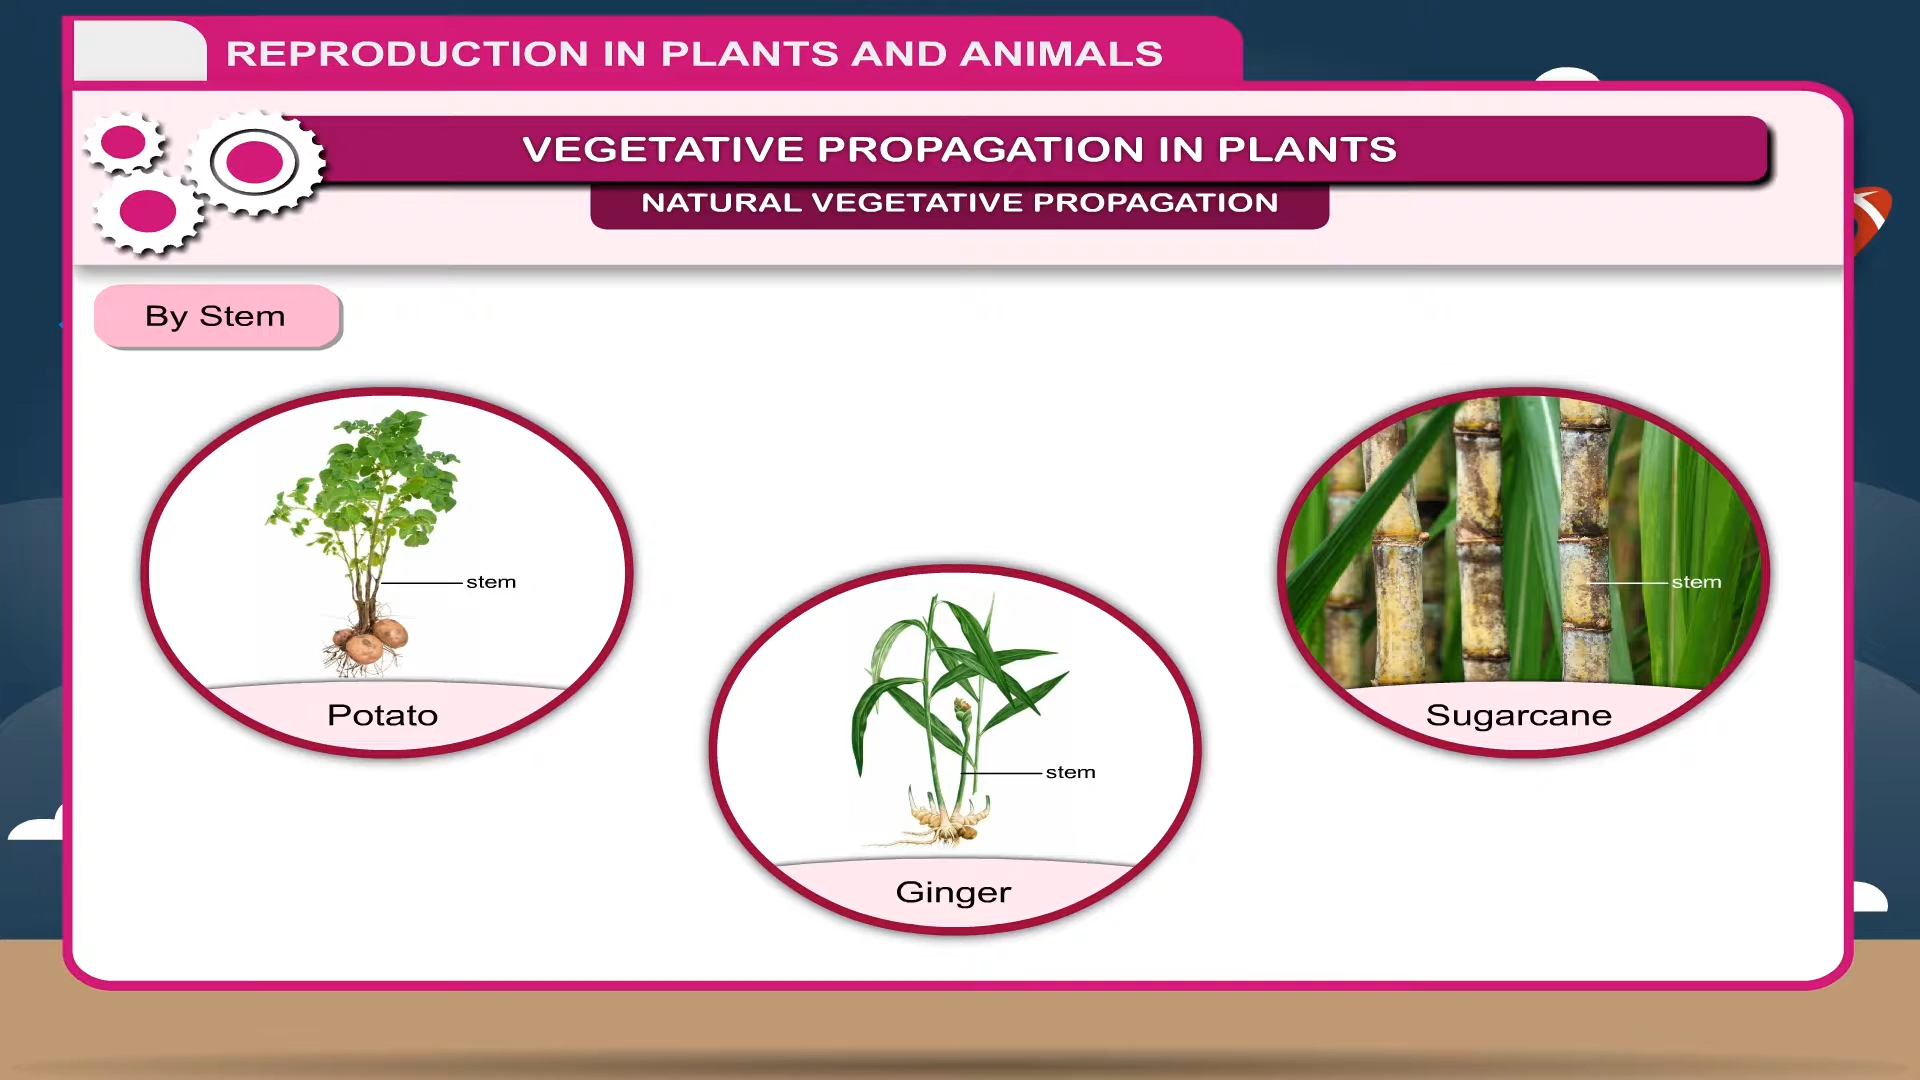 REPRODUCTION IN PLANTS AND ANIMALS
VEGETATIVE PROPAGATION IN PLANTS
NATURAL VEGETATIVE PROPAGATION
By Stem
stem
Potato
stem
Ginger
stem
Sugarcane